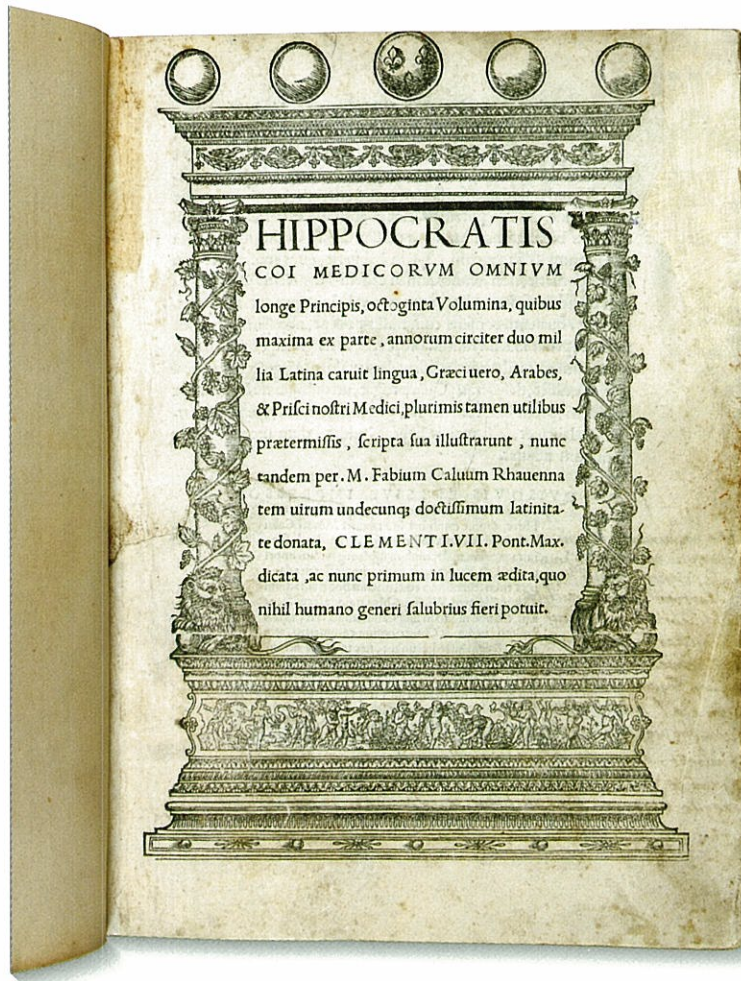 HIPPOCRATIS
COI MEDICORVM OMNIVM
longe Principis, octoginta Volumina, quibus
maxima ex parte, annorum circiter duo mil
lia Latina caruit lingua, Græci uero, Arabes,
& Priſci noſtri Medici, plurimis tamen utilibus
prætermiſſis, ſcripta ſua illuſtrarunt, nunc
tandem per. M. Fabium Caluum Rhauenna
tem uirum undecunq; doctiſſimum latinita-
te donata, CLEMENTI.VII. Pont.Max.
dicata, ac nunc primum in lucem ædita, quo
nihil humano generi ſalubrius fieri potuit.